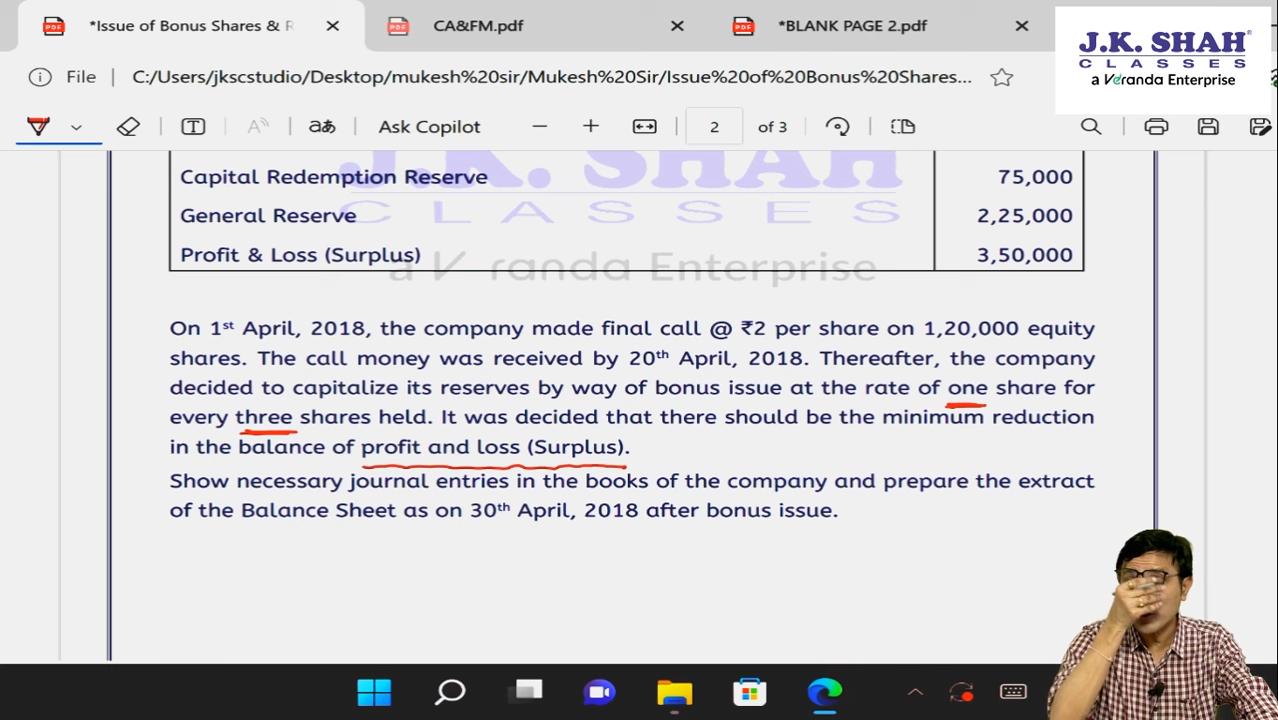 *Issue of Bonus Shares & R
CA&FM.pdf
*BLANK PAGE 2.pdf
J.K. SHAH®
CLASSES
a Veranda Enterprise
File
C:/Users/jkscstudio/Desktop/mukesh%20sir/Mukesh%20Sir/Issue%20of%20Bonus%20Shares...
Ask Copilot
2
of 3
J.K. SHAH
CLASSES
a V randa Enterprise
Capital Redemption Reserve 75,000
General Reserve 2,25,000
Profit & Loss (Surplus) 3,50,000
On 1st April, 2018, the company made final call @ ₹2 per share on 1,20,000 equity
shares. The call money was received by 20th April, 2018. Thereafter, the company
decided to capitalize its reserves by way of bonus issue at the rate of one share for
every three shares held. It was decided that there should be the minimum reduction
in the balance of profit and loss (Surplus).
Show necessary journal entries in the books of the company and prepare the extract
of the Balance Sheet as on 30th April, 2018 after bonus issue.